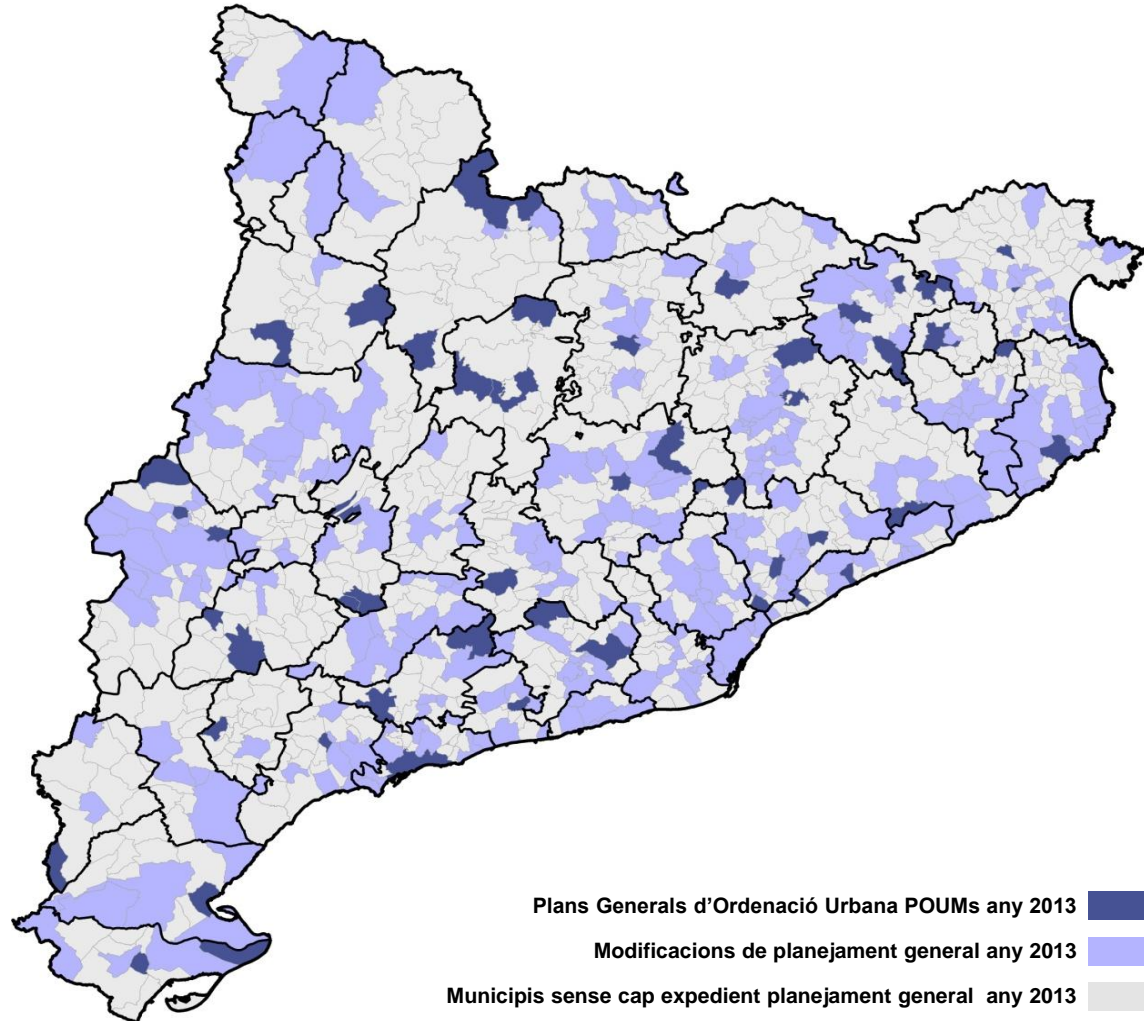 Plans Generals d'Ordenació Urbana POUMs any 2013
Modificacions de planejament general any 2013
Municipis sense cap expedient planejament general any 2013